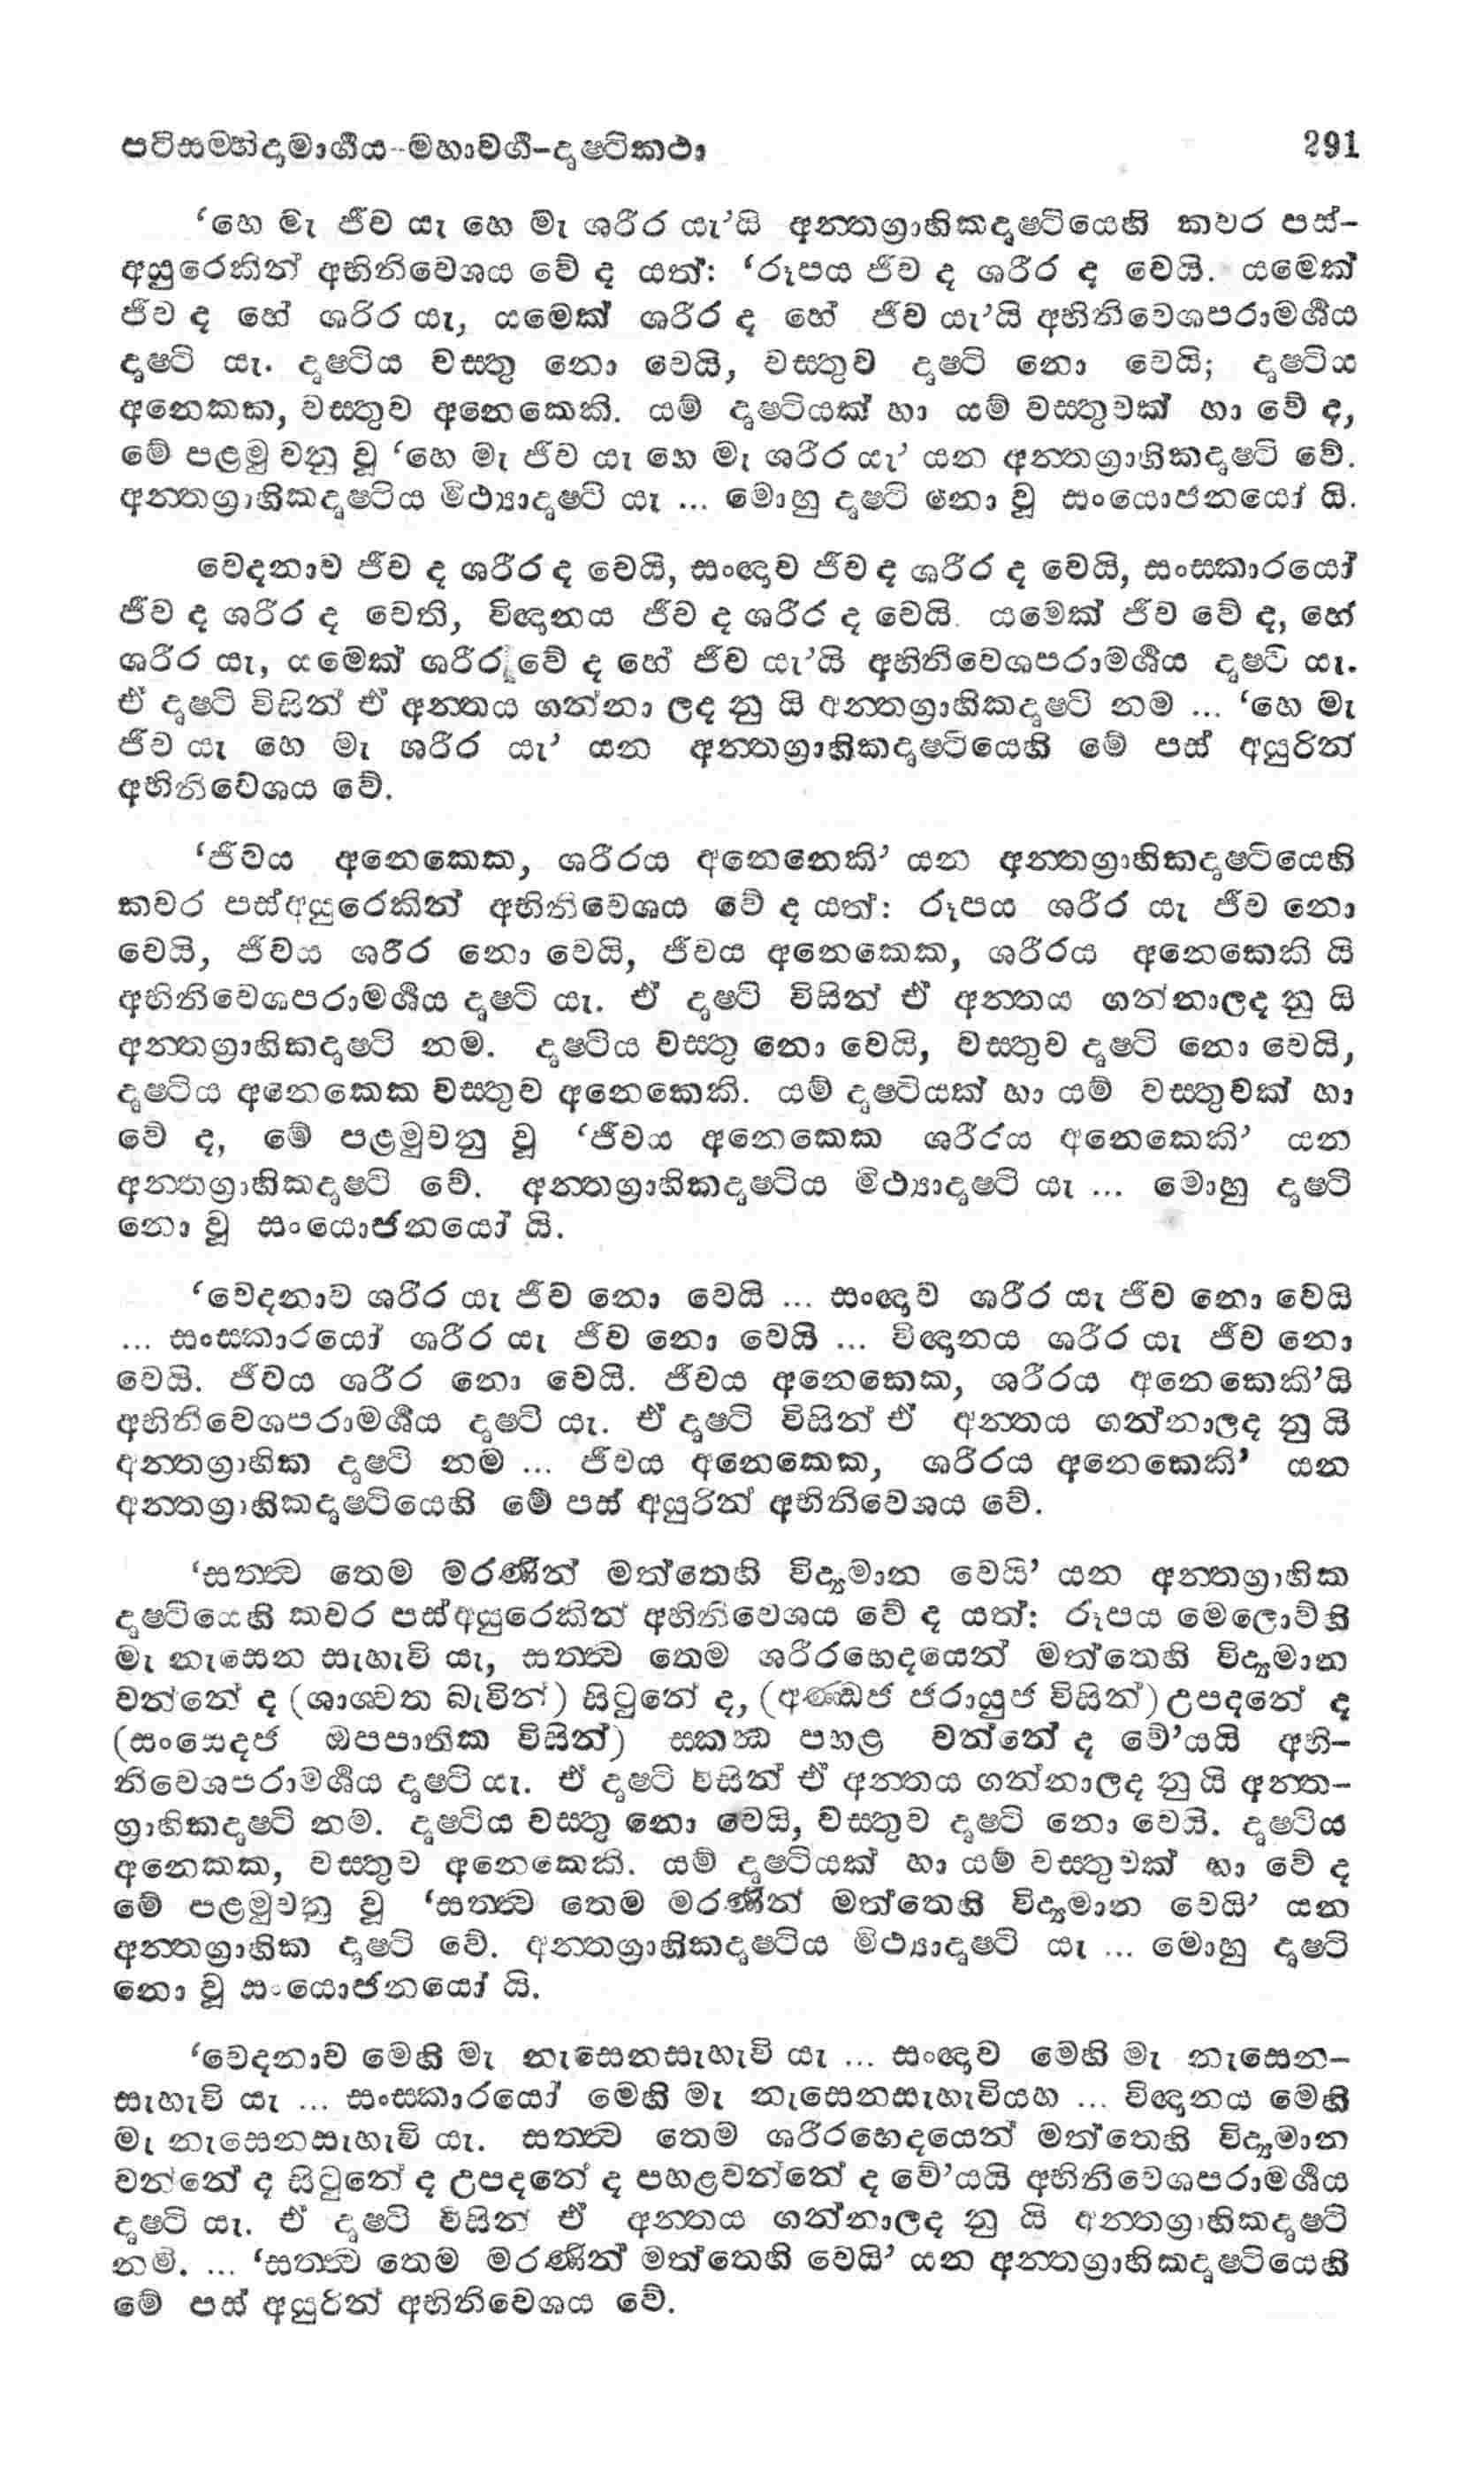 පටිසම්භිදාමාර්‍ගය--මහාවර්‍ග-දෘෂ්ටිකථා 291
‘හෙ මැ ජීව යැ හෙ මැ ශරීර යැ’යි අන්තග්‍රාහිකදෘෂ්ටියෙහි කවර පස්-
අයුරෙකින් අභිනිවෙශය වේ ද යත්: ‘රූපය ජීව ද ශරීර ද වෙයි. යමෙක්
ජීව ද හේ ශරීර යැ, යමෙක් ශරීර ද හේ ජීව යැ’යි අභිනිවෙශපරාමර්‍ශය
දෘෂ්ටි යැ. දෘෂ්ටිය වස්තු නො වෙයි, වස්තුව දෘෂ්ටි නො වෙයි; දෘෂ්ටිය
අනෙකක, වස්තුව අනෙකෙකි. යම් දෘෂ්ටියක් හා යම් වස්තුවක් හා වේ ද,
මේ පළමු වනු වූ ‘හෙ මැ ජීව යැ හෙ මැ ශරීර යැ’ යන අන්තග්‍රාහිකදෘෂ්ටි වේ.
අන්තග්‍රාහිකදෘෂ්ටිය මිථ්‍යාදෘෂ්ටි යැ ... මොහු දෘෂ්ටි නො වූ සංයොජනයෝ යි.
වෙදනාව ජීව ද ශරීර ද වෙයි, සංඥාව ජීව ද ශරීර ද වෙයි, සංස්කාරයෝ
ජීව ද ශරීර ද වෙති, විඥානය ජීව ද ශරීර ද වෙයි. යමෙක් ජීව වේ ද, හේ
ශරීර යැ, යමෙක් ශරීර වේ ද හේ ජීව යැ’යි අභිනිවෙශපරාමර්‍ශය දෘෂ්ටි යැ.
ඒ දෘෂ්ටි විසින් ඒ අන්තය ගන්නා ලද නු යි අන්තග්‍රාහිකදෘෂ්ටි නම ... ‘හෙ මැ
ජීව යැ හෙ මැ ශරීර යැ’ යන අන්තග්‍රාහිකදෘෂ්ටියෙහි මේ පස් අයුරින්
අභිනිවේශය වේ.
‘ජීවය අනෙකෙක, ශරීරය අනෙනෙකි’ යන අන්තග්‍රාහිකදෘෂ්ටියෙහි
කවර පස්අයුරෙකින් අභිනිවෙශය වේ ද යත්: රූපය ශරීර යැ ජීව නො
වෙයි, ජීවය ශරීර නො වෙයි, ජීවය අනෙකෙක, ශරීරය අනෙකෙකි යි
අභිනිවෙශපරාමර්‍ශය දෘෂ්ටි යැ. ඒ දෘෂ්ටි විසින් ඒ අන්තය ගන්නාලද නු යි
අන්තග්‍රාහිකදෘෂ්ටි නම. දෘෂ්ටිය වස්තු නො වෙයි, වස්තුව දෘෂ්ටි නො වෙයි,
දෘෂ්ටිය අනෙකෙක වස්තුව අනෙකෙකි. යම් දෘෂ්ටියක් හා යම් වස්තුවක් හා
වේ ද, මේ පළමුවනු වූ ‘ජීවය අනෙකෙක ශරීරය අනෙකෙකි’ යන
අන්තග්‍රාහිකදෘෂ්ටි වේ. අන්තග්‍රාහිකදෘෂ්ටිය මිථ්‍යාදෘෂ්ටි යැ ... මොහු දෘෂ්ටි
නො වූ සංයොජනයෝ යි.
‘වෙදනාව ශරීර යැ ජීව නො වෙයි ... සංඥාව ශරීර යැ ජීව නො වෙයි
... සංස්කාරයෝ ශරීර යැ ජීව නො වෙයි ... විඥානය ශරීර යැ ජීව නො
වෙයි. ජීවය ශරීර නො වෙයි. ජීවය අනෙකෙක, ශරීරය අනෙකෙකි’යි
අභිනිවෙශපරාමර්‍ශය දෘෂ්ටි යැ. ඒ දෘෂ්ටි විසින් ඒ අන්තය ගන්නාලද නු යි
අන්තග්‍රාහික දෘෂ්ටි නම ... ජීවය අනෙකෙක, ශරීරය අනෙකෙකි’ යන
අන්තග්‍රාහිකදෘෂ්ටියෙහි මේ පස් අයුරින් අභිනිවෙශය වේ.
‘සත්ත්‍ව තෙම මරණින් මත්තෙහි විද්‍යමාන වෙයි’ යන අන්තග්‍රාහික
දෘෂ්ටියෙහි කවර පස්අයුරෙකින් අභිනිවෙශය වේ ද යත්: රූපය මෙලොව්හි
මැ නැසෙන සැහැවි යැ, සත්ත්‍ව තෙම ශරීරභෙදයෙන් මත්තෙහි විද්‍යමාන
වන්නේ ද (ශාශ්වත බැවින්) සිටුනේ ද, (අණ්ඩජ ජරායුජ විසින්) උපදනේ ද
(සංසෙදජ ඔපපාතික විසින්) සකන්‍ධ පහළ වන්නේ ද වේ’යයි අභි-
නිවෙශපරාමර්‍ශය දෘෂ්ටි යැ. ඒ දෘෂ්ටි විසින් ඒ අන්තය ගන්නාලද නු යි අන්ත-
ග්‍රාහිකදෘෂ්ටි නම. දෘෂ්ටිය වස්තු නො වෙයි, වස්තුව දෘෂ්ටි නො වෙයි. දෘෂ්ටිය
අනෙකක, වස්තුව අනෙකෙකි. යම් දෘෂ්ටියක් හා යම් වස්තුවක් හා වේ ද
මේ පළමුවනු වූ ‘සත්ත්‍ව තෙම මරණින් මත්තෙහි විද්‍යමාන වෙයි’ යන
අන්තග්‍රාහික දෘෂ්ටි වේ. අන්තග්‍රාහිකදෘෂ්ටිය මිථ්‍යාදෘෂ්ටි යැ ... මොහු දෘෂ්ටි
නො වූ සංයොජනයෝ යි.
‘වෙදනාව මෙහි මැ නැසෙනසැහැවි යැ ... සංඥාව මෙහි මැ නැසෙන-
සැහැවි යැ ... සංස්කාරයෝ මෙහි මැ නැසෙනසැහැවියහ ... විඥානය මෙහි
මැ නැසෙනසැහැවි යැ. සත්ත්‍ව තෙම ශරීරභෙදයෙන් මත්තෙහි විද්‍යමාන
වන්නේ ද සිටුනේ ද උපදනේ ද පහළවන්නේ ද වේ’යයි අභිනිවෙශපරාමර්‍ශය
දෘෂ්ටි යැ. ඒ දෘෂ්ටි විසින් ඒ අන්තය ගන්නාලද නු යි අන්තග්‍රාහිකදෘෂ්ටි
නම්. ... ‘සත්ත්‍ව තෙම මරණින් මත්තෙහි වෙයි’ යන අන්තග්‍රාහිකදෘෂ්ටියෙහි
මේ පස් අයුරින් අභිනිවෙශය වේ.